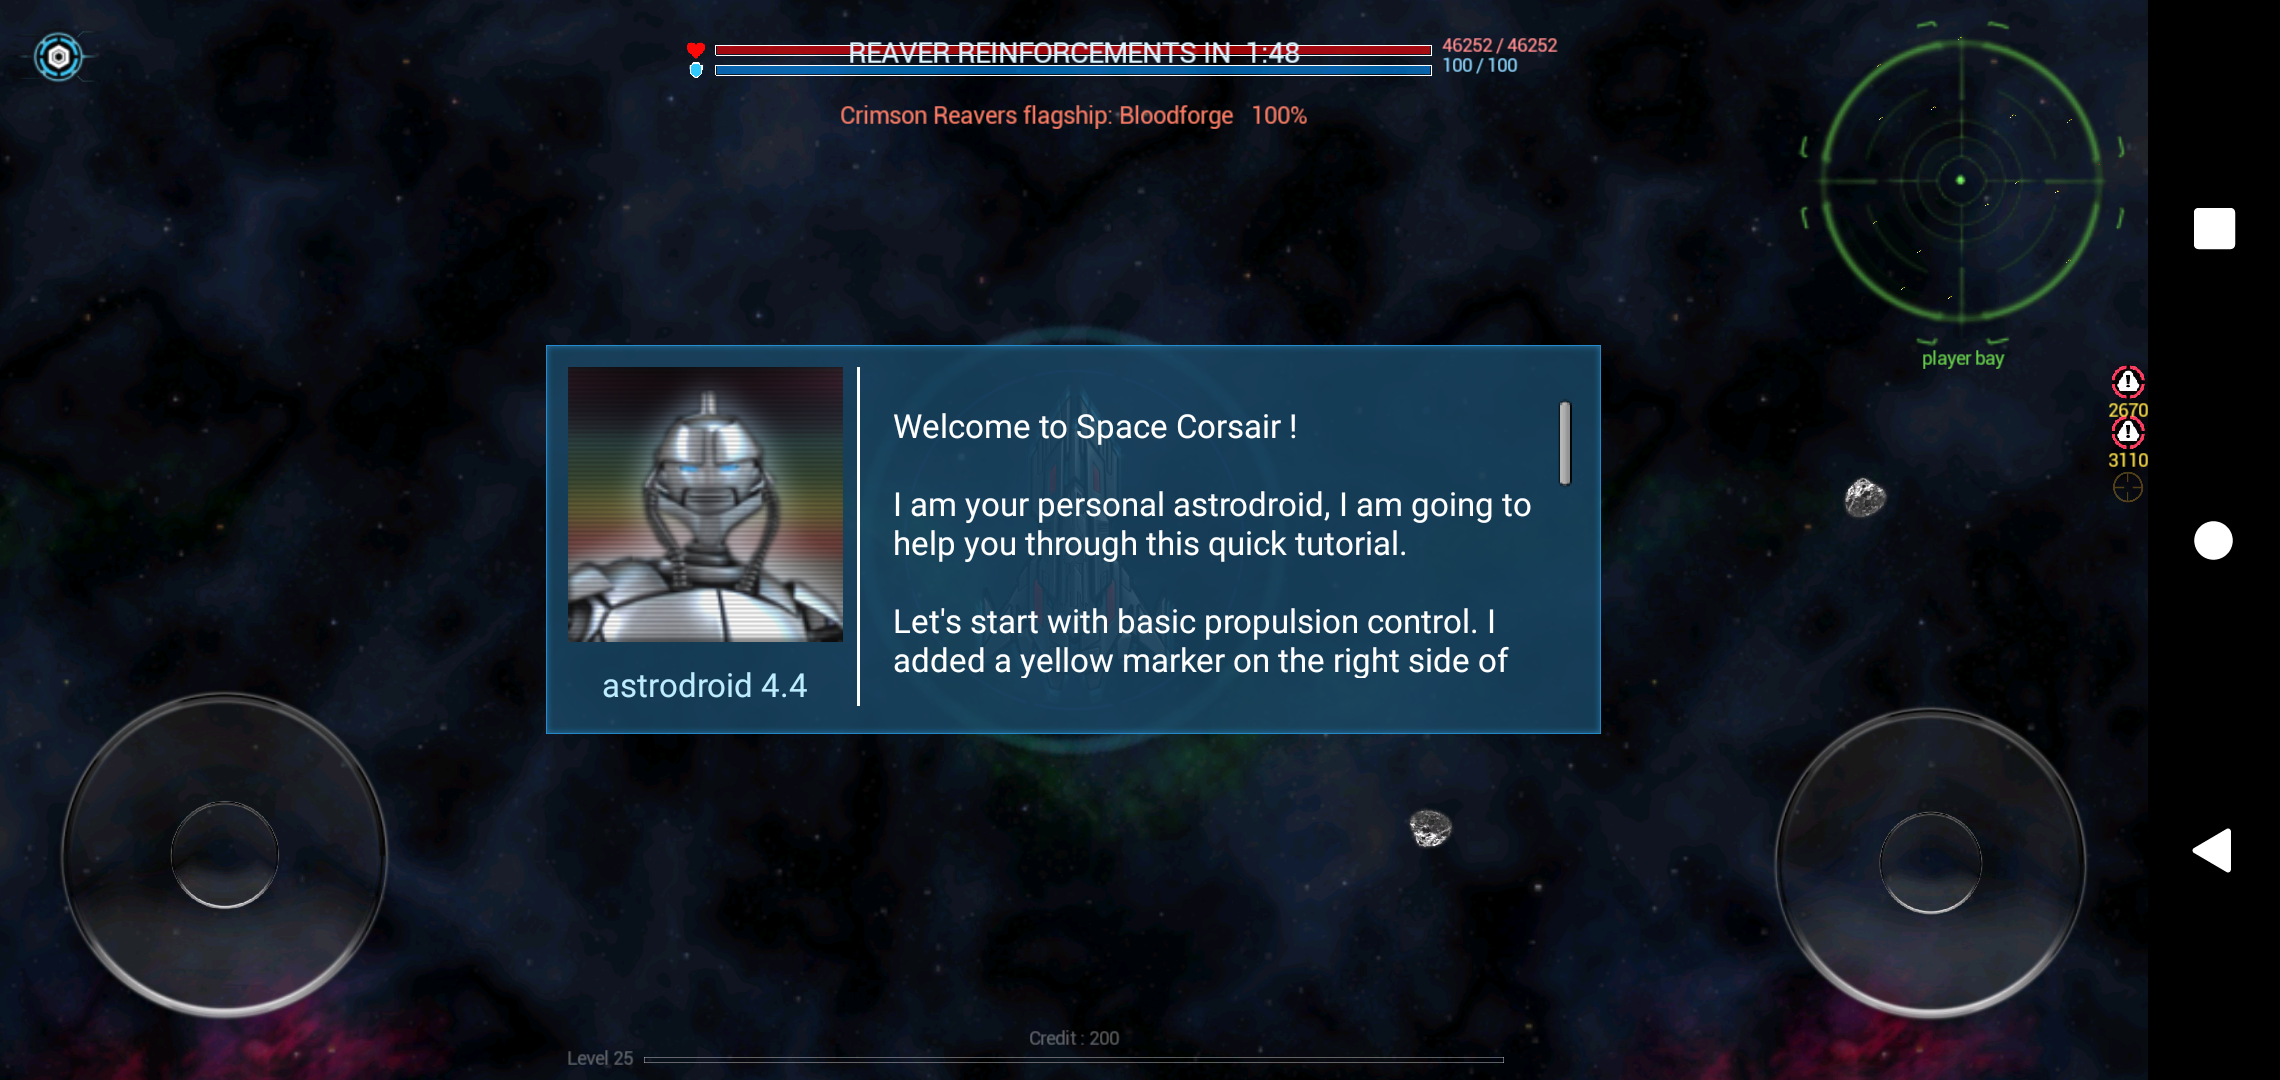 REAVER REINFORCEMENTS IN 1:48
46252 / 46252
100 / 100
Crimson Reavers flagship: Bloodforge 100%
player bay
2670
3110
Welcome to Space Corsair !
I am your personal astrodroid, I am going to
help you through this quick tutorial.
Let's start with basic propulsion control. I
added a yellow marker on the right side of
astrodroid 4.4
Credit : 200
Level 25